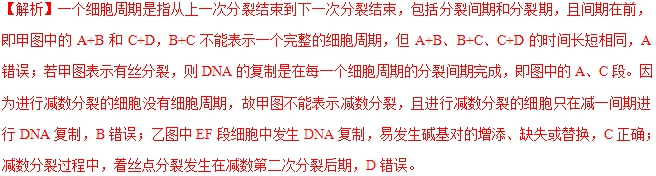 【解析】一个细胞周期是指从上一次分裂结束到下一次分裂结束，包括分裂间期和分裂期，且间期在前，
即甲图中的 A+B 和 C+D，B+C 不能表示一个完整的细胞周期，但 A+B、B+C、C+D 的时间长短相同，A
错误；若甲图表示有丝分裂，则 DNA 的复制是在每一个细胞周期的分裂间期完成，即图中的 A、C 段。因
为进行减数分裂的细胞没有细胞周期，故甲图不能表示减数分裂，且进行减数分裂的细胞只在减一间期进
行 DNA 复制，B 错误；乙图中 EF 段细胞中发生 DNA 复制，易发生碱基对的增添、缺失或替换，C 正确；
减数分裂过程中，着丝点分裂发生在减数第二次分裂后期，D 错误。